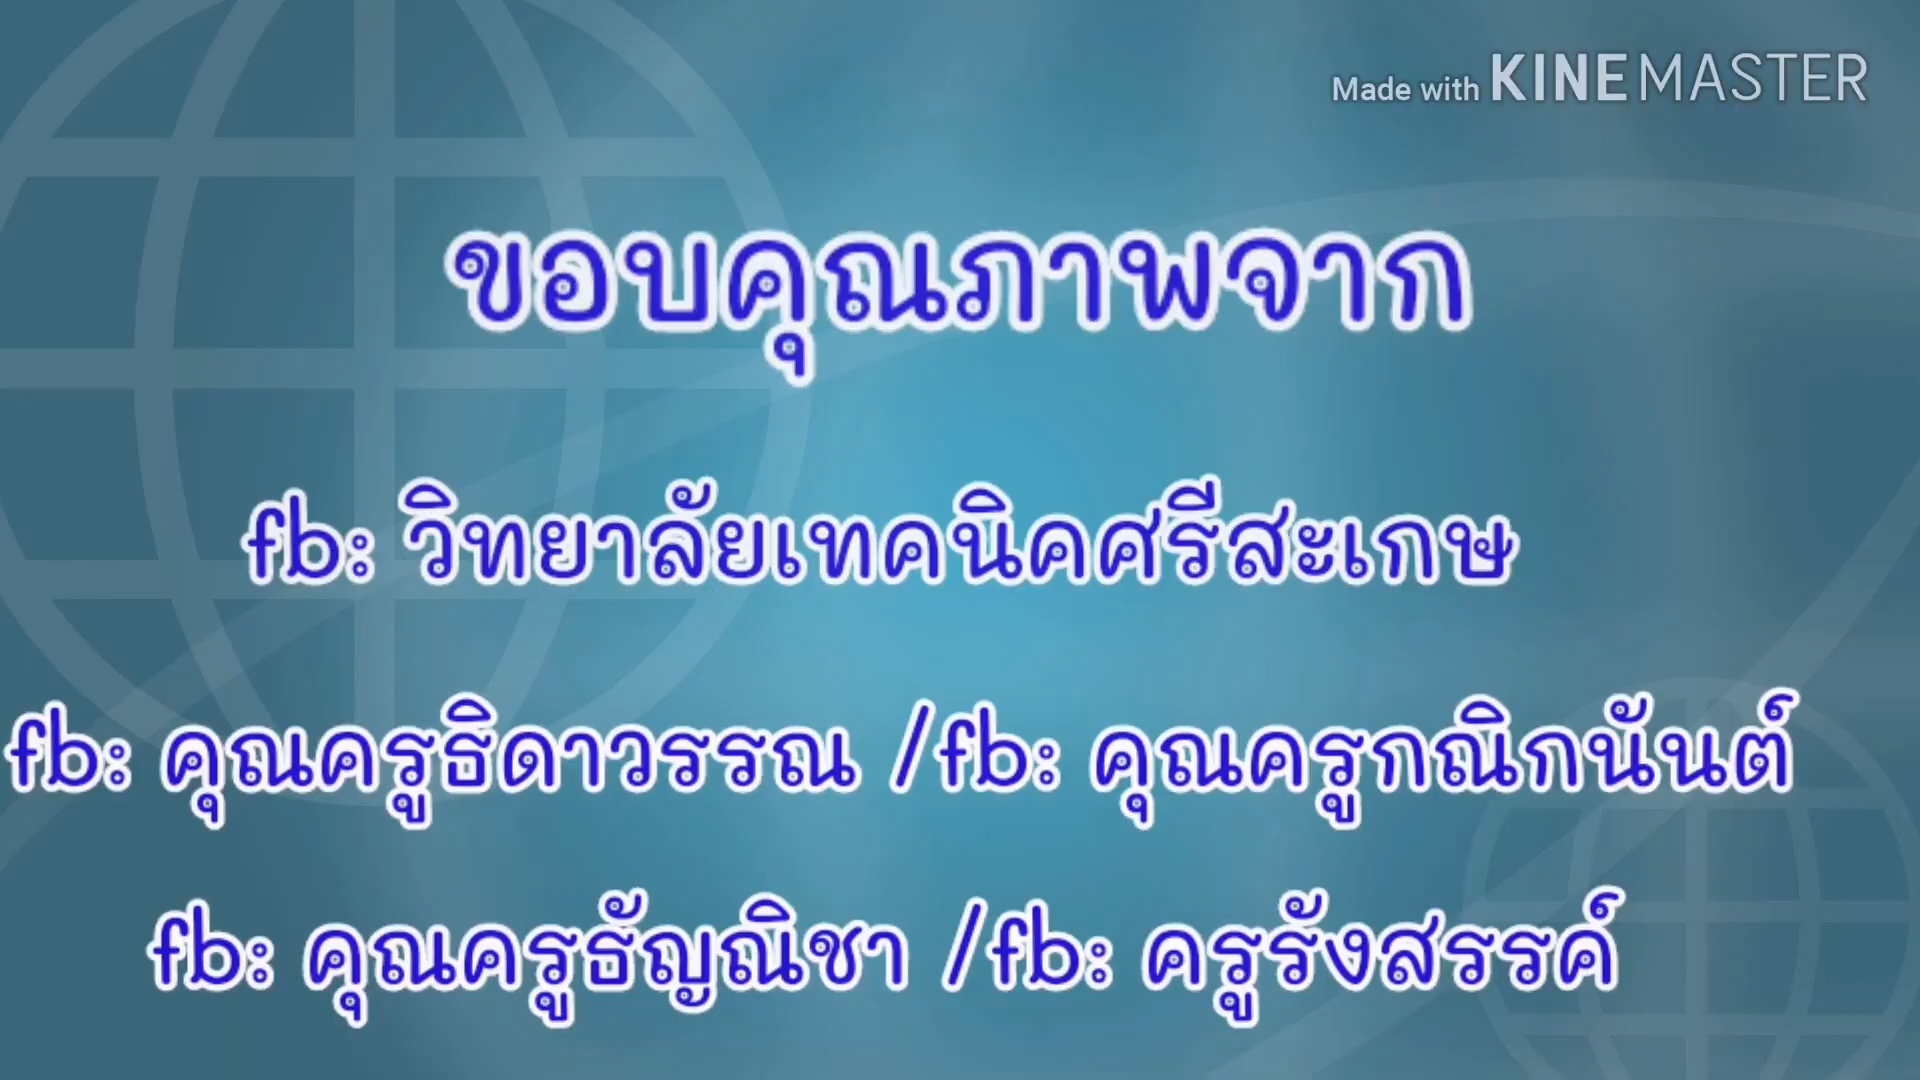 Made with KINEMASTER
ขอบคุณภาพจาก
fb: วิทยาลัยเทคนิคศรีสะเกษ
fb: คุณครูธิดาวรรณ /fb: คุณครูกณิกนันต์
fb: คุณครูธัญณิชา /fb: ครูรังสรรค์